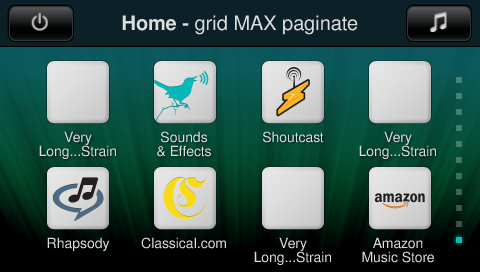 Home - grid MAX paginate
Very
Long...Strain
Sounds
& Effects
Shoutcast
Very
Long...Strain
amazon
Rhapsody
Classical.com
Very
Long...Strain
Amazon
Music Store